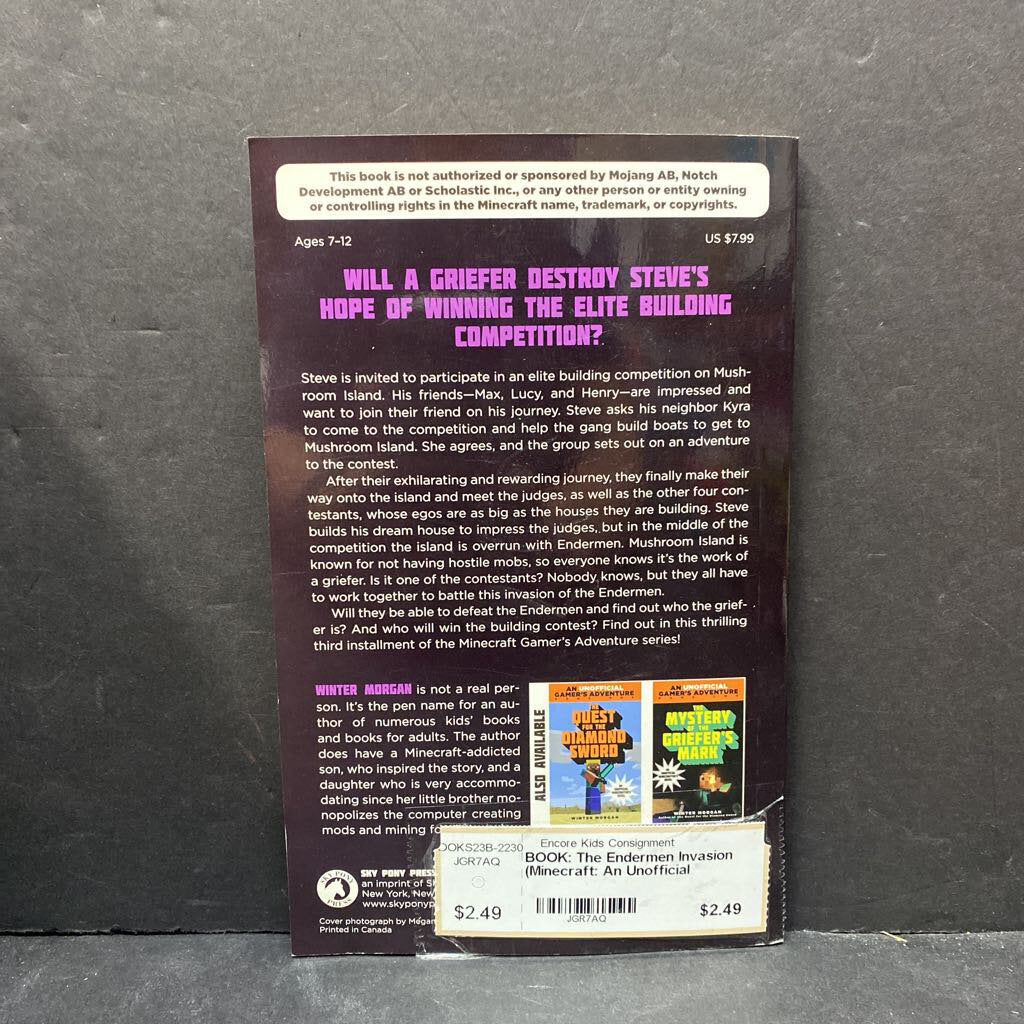 This book is not authorized or sponsored by Mojang AB, Notch
Development AB or Scholastic Inc., or any other person or entity owning
or controlling rights in the Minecraft name, trademark, or copyrights.
Ages 7–12
US $7.99
WILL A GRIEFER DESTROY STEVE'S
HOPE OF WINNING THE ELITE BUILDING
COMPETITION?
Steve is invited to participate in an elite building competition on Mush-
room Island. His friends—Max, Lucy, and Henry—are impressed and
want to join their friend on his journey. Steve asks his neighbor Kyra
to come to the competition and help the gang build boats to get to
Mushroom Island. She agrees, and the group sets out on an adventure
to the contest.
After their exhilarating and rewarding journey, they finally make their
way onto the island and meet the judges, as well as the other four con-
testants, whose egos are as big as the houses they are building. Steve
builds his dream house to impress the judges, but in the middle of the
competition the island is overrun with Endermen. Mushroom Island is
known for not having hostile mobs, so everyone knows it's the work of
a griefer. Is it one of the contestants? Nobody knows, but they all have
to work together to battle this invasion of the Endermen.
Will they be able to defeat the Endermen and find out who the grief-
er is? And who will win the building contest? Find out in this thrilling
third installment of the Minecraft Gamer's Adventure series!
WINTER MORGAN is not a real per-
son. It's the pen name for an au-
thor of numerous kids' books
and books for adults. The author
does have a Minecraft-addicted
son, who inspired the story, and a
daughter who is very accommo-
dating since her little brother mo-
nopolizes the computer creating
mods and mining
ALSO AVAILABLE
AN UNOFFICIAL
GAMER'S ADVENTURE
THE
QUEST
FOR THE
DIAMOND
SWORD
WINTER MORGAN
AN UNOFFICIAL
GAMER'S ADVENTURE
THE
MYSTERY
OF THE
GRIEFER'S
MARK
WINTER MORGAN
SKY PONY
PRESS
SKY PONY PRESS
an imprint of
New York, New
www.skyponyp
Cover photograph by Megan
Printed in Canada
OOKS23B-2230
JGR7AQ
$2.49
Encore Kids Consignment
BOOK: The Endermen Invasion
(Minecraft: An Unofficial
JGR7AQ
$2.49